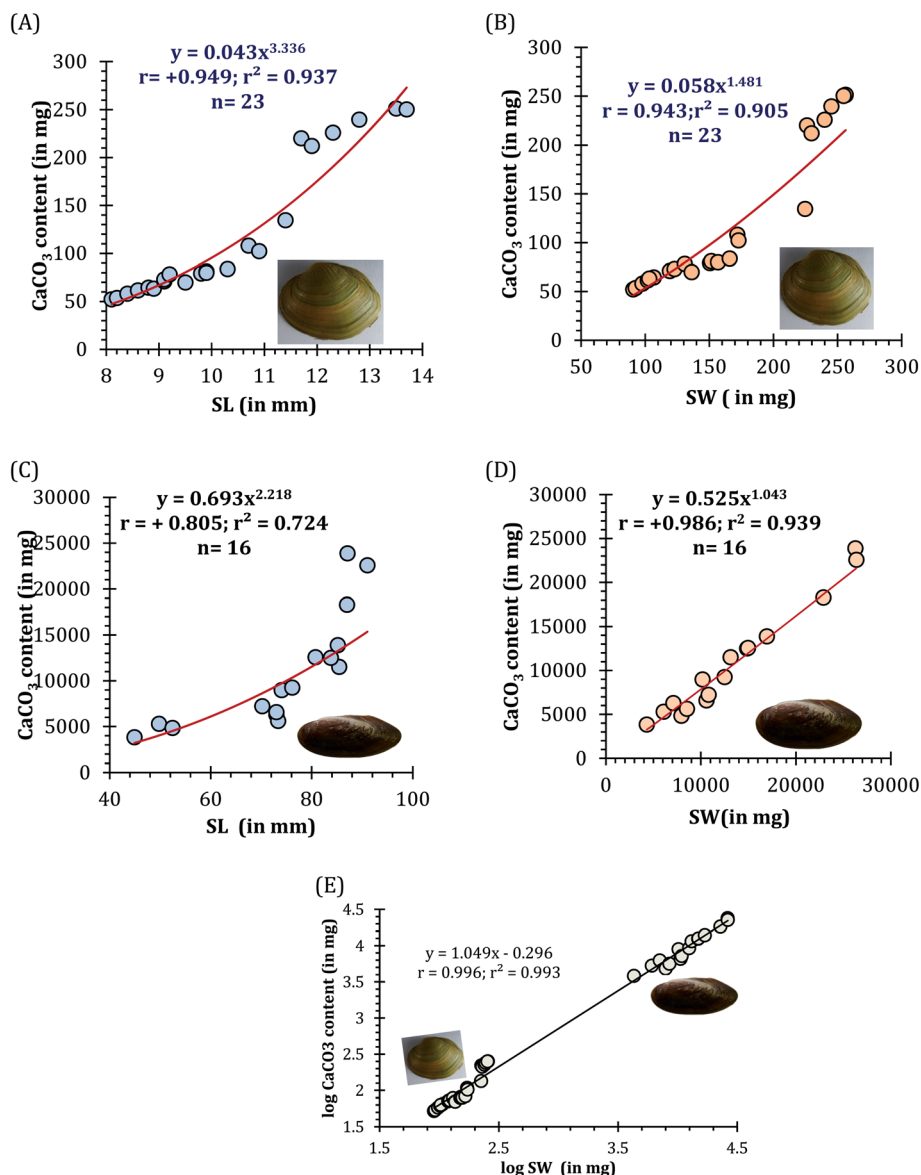 (A)
y = 0.043x^3.336
r= +0.949; r² = 0.937
n= 23
300
250
200
150
100
50
0
CaCO₃ content (in mg)
8 9 10 11 12 13 14
SL (in mm)
(B)
y = 0.058x^1.481
r = 0.943;r² = 0.905
n= 23
300
250
200
150
100
50
0
CaCO₃ content (in mg)
50 100 150 200 250 300
SW ( in mg)
(C)
y = 0.693x^2.218
r = + 0.805; r² = 0.724
n= 16
30000
25000
20000
15000
10000
5000
0
CaCO₃ content (in mg)
40 60 80 100
SL (in mm)
(D)
y = 0.525x^1.043
r = +0.986; r² = 0.939
n= 16
30000
25000
20000
15000
10000
5000
0
CaCO₃ content (in mg)
0 10000 20000 30000
SW(in mg)
(E)
y = 1.049x - 0.296
r = 0.996; r² = 0.993
4.5
4
3.5
3
2.5
2
1.5
log CaCO3 content (in mg)
1.5 2.5 3.5 4.5
log SW (in mg)